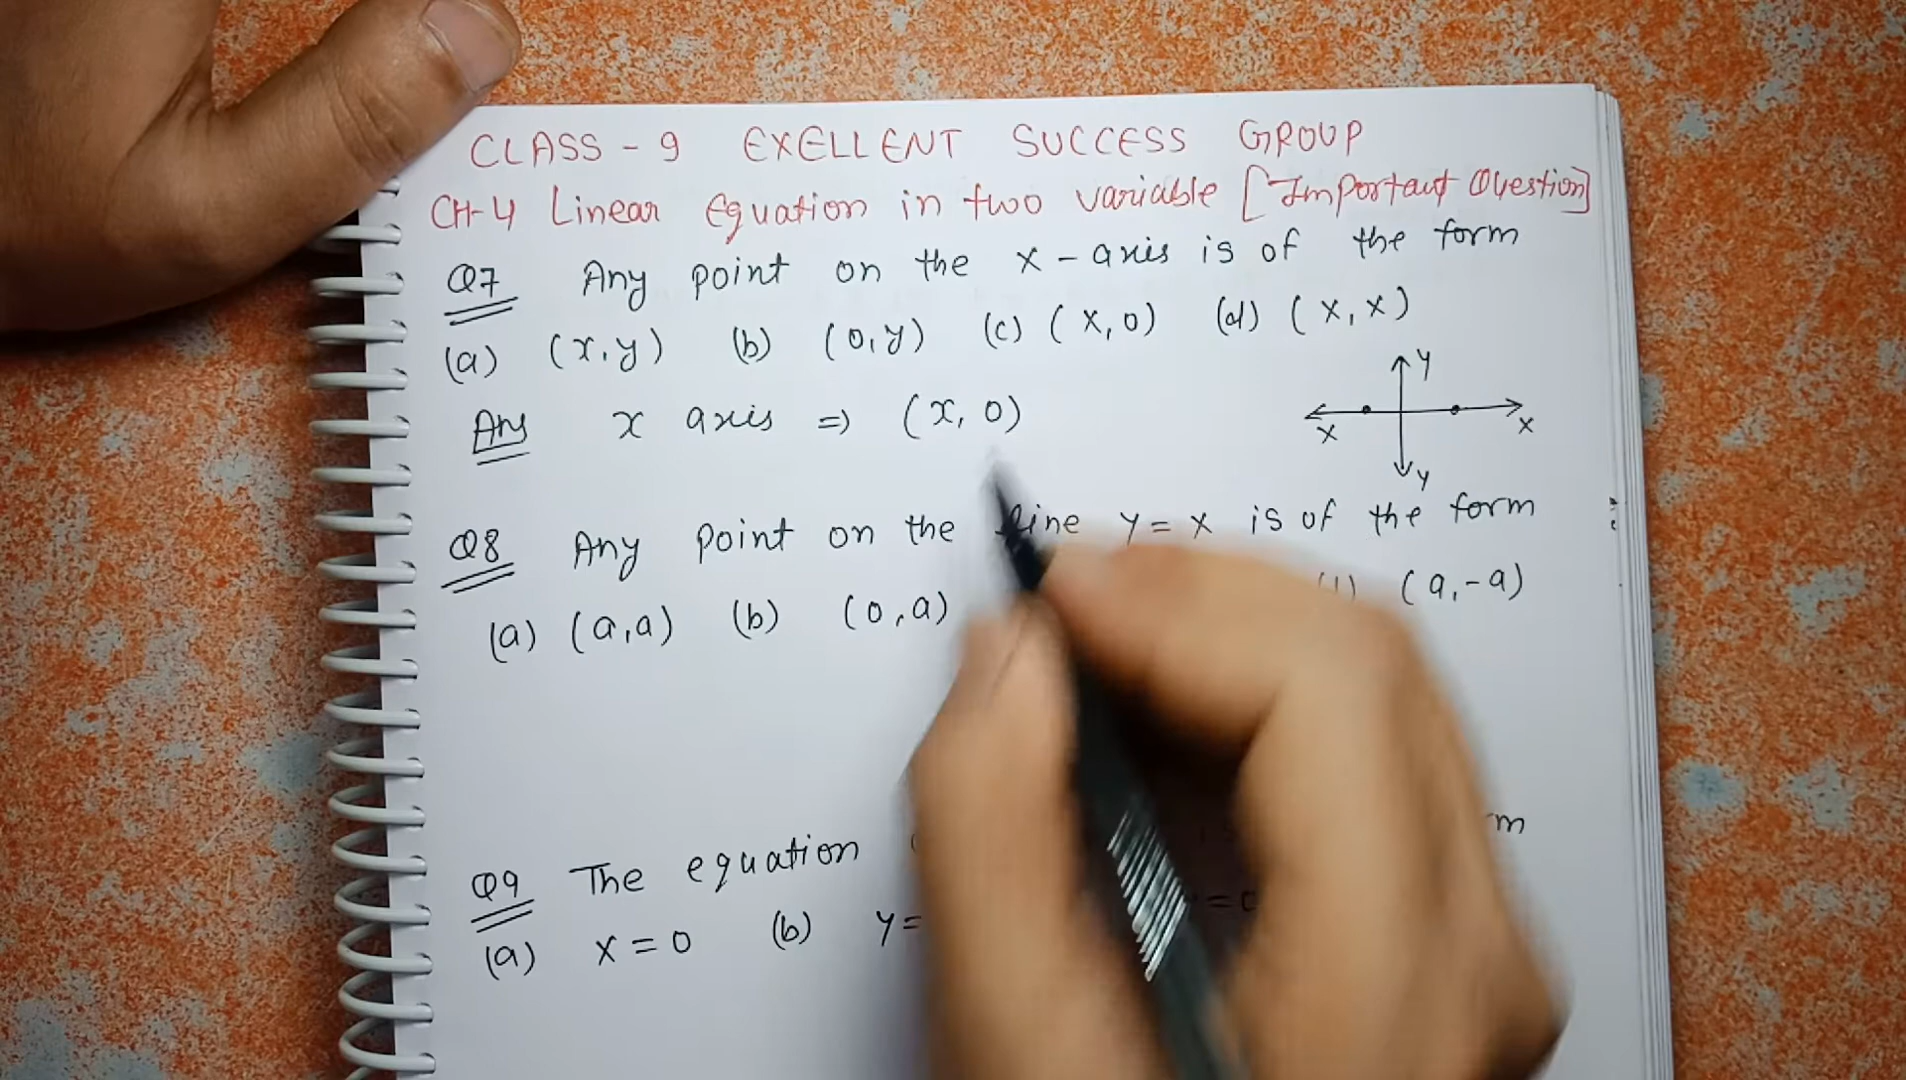 CLASS - 9 EXELLENT SUCCESS GROUP
CH-4 Linear Equation in two variable [Important Question]
Q7 Any point on the x-axis is of the form
(a) (x,y) (b) (0,y) (c) (x,0) (d) (x,x)
Ans x axis => (x, 0)
Y
X X
Y
Q8 Any point on the line y = x is of the form
(a) (a,a) (b) (0,a) (a,-a)
Q9 The equation
(a) x = 0 (b) y =